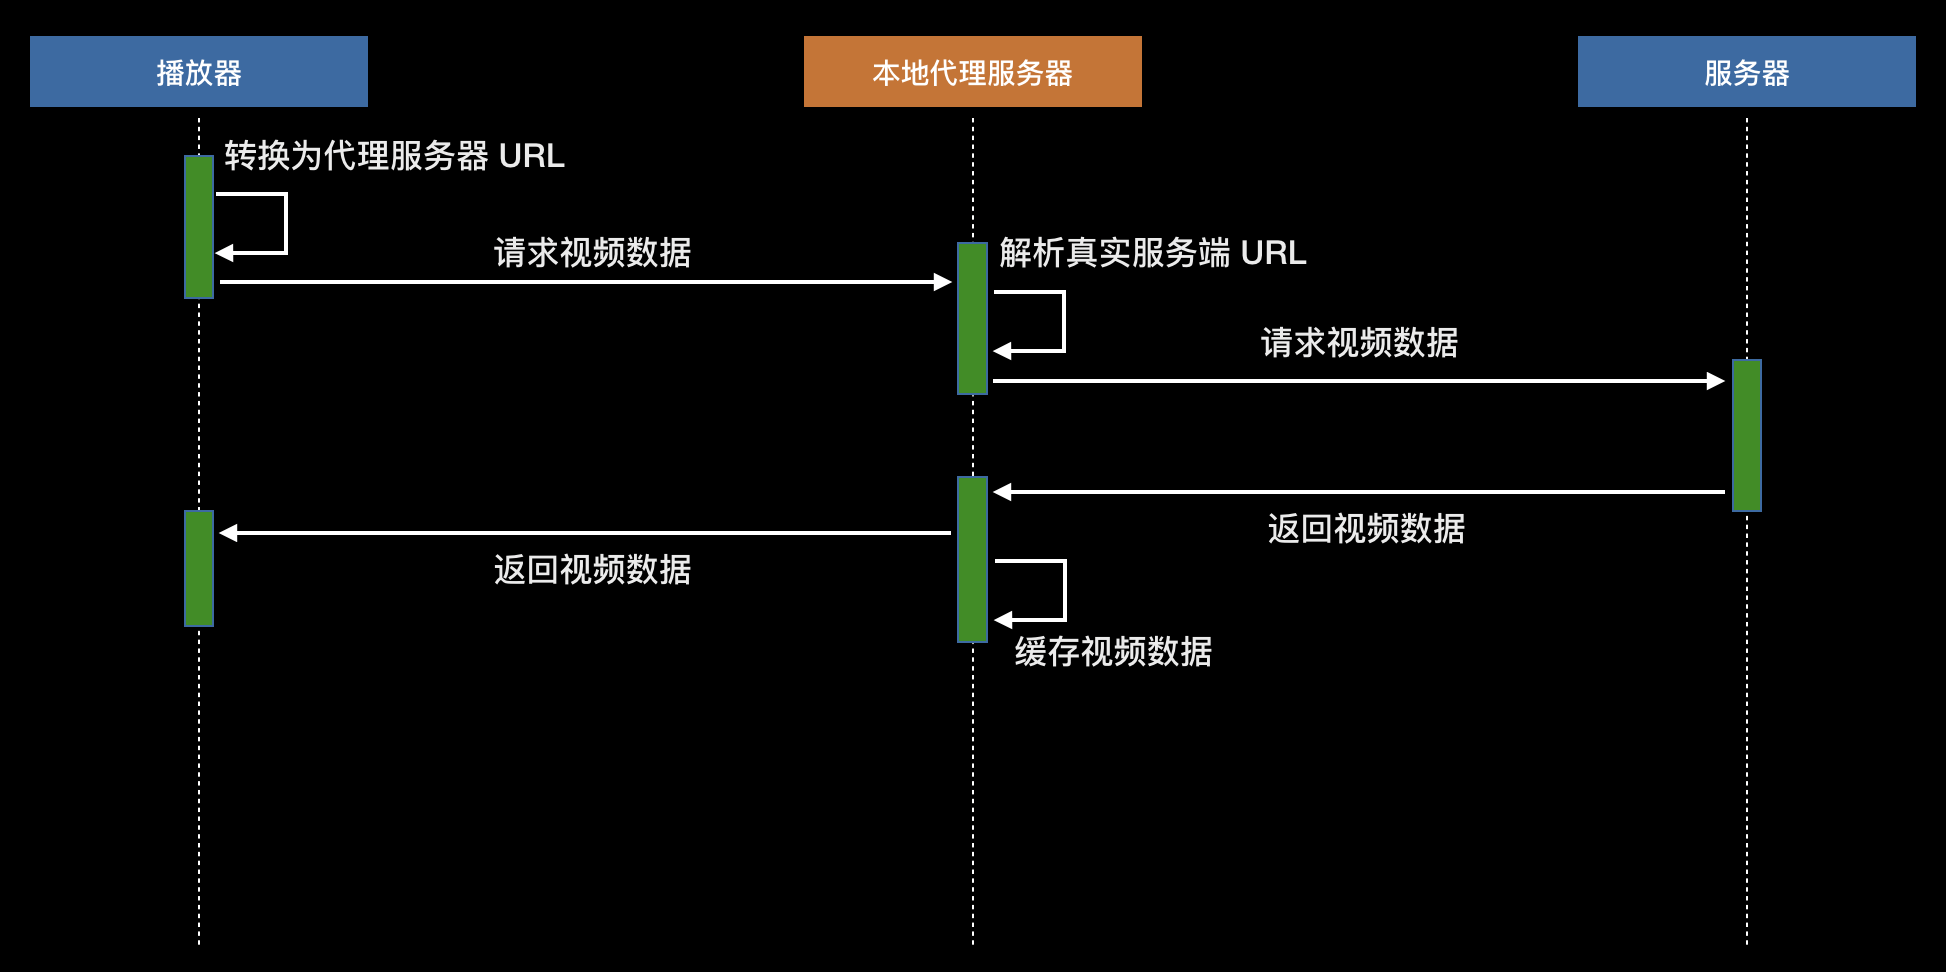 播放器
本地代理服务器
服务器
转换为代理服务器 URL
请求视频数据
解析真实服务端 URL
请求视频数据
返回视频数据
返回视频数据
缓存视频数据